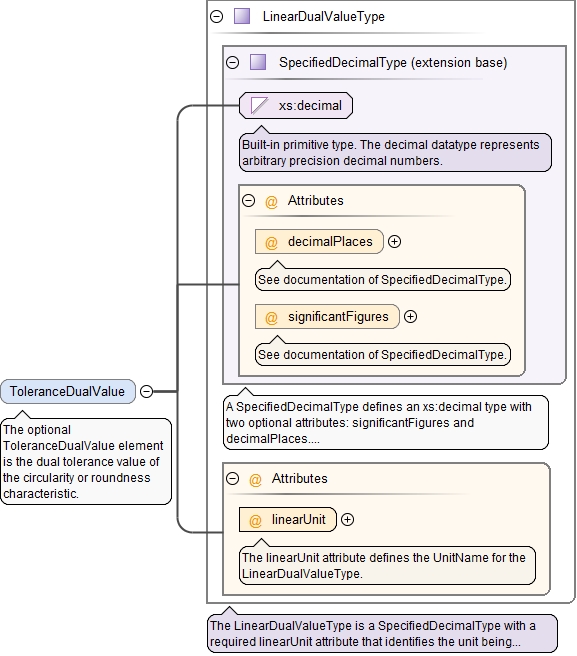 LinearDualValueType
SpecifiedDecimalType (extension base)
xs:decimal
Built-in primitive type. The decimal datatype represents
arbitrary precision decimal numbers.
@ Attributes
@ decimalPlaces
See documentation of SpecifiedDecimalType.
@ significantFigures
See documentation of SpecifiedDecimalType.
ToleranceDualValue
The optional
ToleranceDualValue element
is the dual tolerance value of
the circularity or roundness
characteristic.
A SpecifiedDecimalType defines an xs:decimal type with
two optional attributes: significantFigures and
decimalPlaces....
@ Attributes
@ linearUnit
The linearUnit attribute defines the UnitName for the
LinearDualValueType.
The LinearDualValueType is a SpecifiedDecimalType with a
required linearUnit attribute that identifies the unit being...